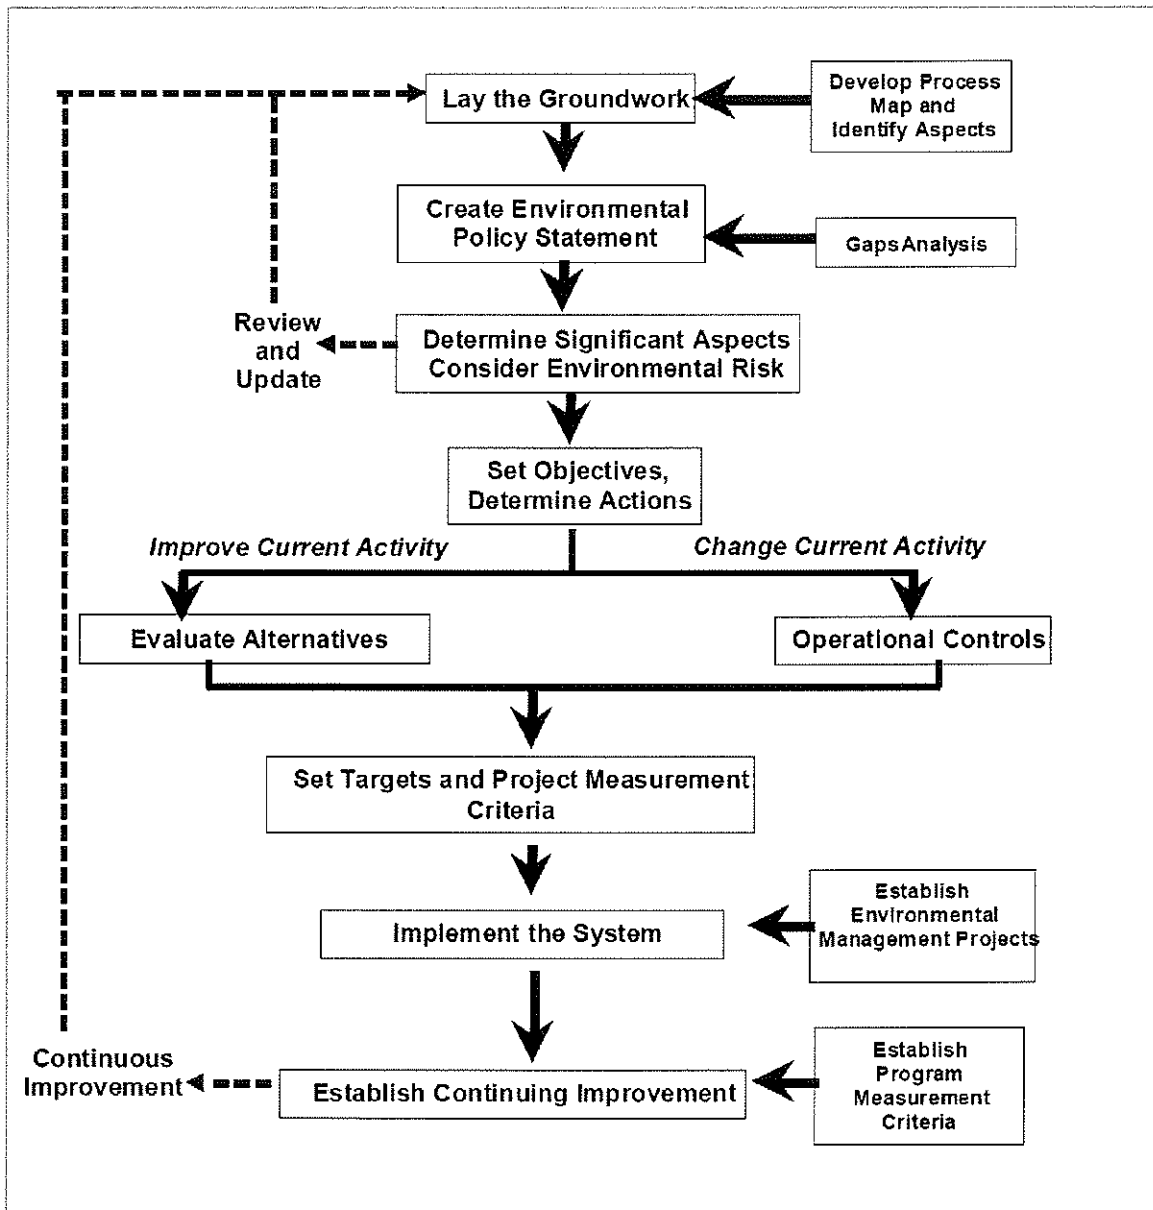 Lay the Groundwork
Develop Process
Map and
Identify Aspects
Create Environmental
Policy Statement
Gaps Analysis
Review
and
Update
Determine Significant Aspects
Consider Environmental Risk
Set Objectives,
Determine Actions
Improve Current Activity
Change Current Activity
Evaluate Alternatives
Operational Controls
Set Targets and Project Measurement
Criteria
Implement the System
Establish
Environmental
Management Projects
Continuous
Improvement
Establish Continuing Improvement
Establish
Program
Measurement
Criteria